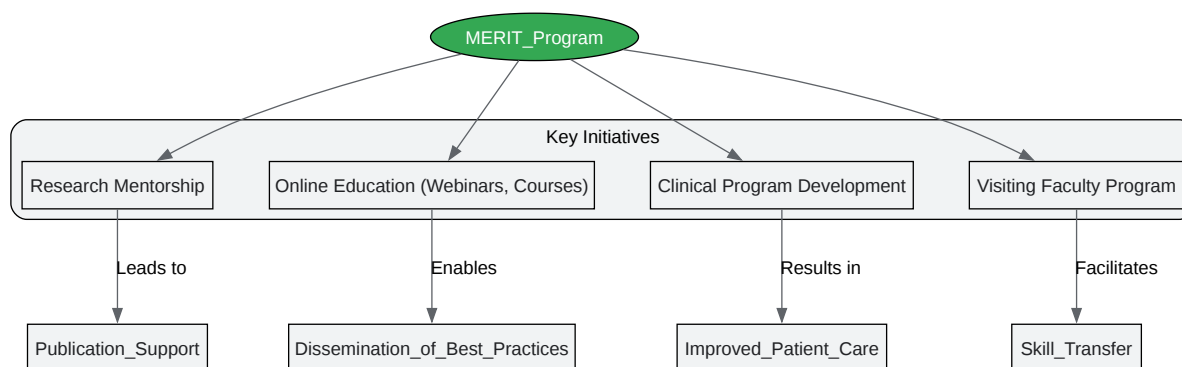 MERIT_Program
Key Initiatives
Research Mentorship
Online Education (Webinars, Courses)
Clinical Program Development
Visiting Faculty Program
Leads to
Enables
Results in
Facilitates
Publication_Support
Dissemination_of_Best_Practices
Improved_Patient_Care
Skill_Transfer